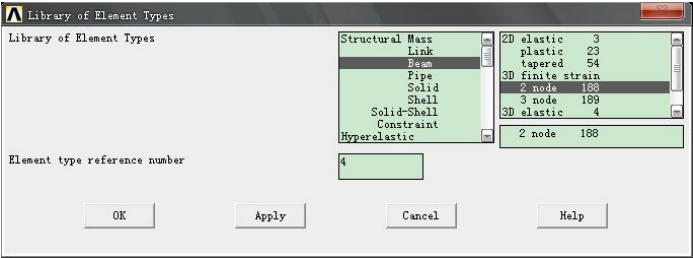 Library of Element Types
Library of Element Types
Structural Mass
Link
Beam
Pipe
Solid
Shell
Solid-Shell
Constraint
Hyperelastic
2D elastic 3
plastic 23
tapered 54
3D finite strain
2 node 188
3 node 189
3D elastic 4
2 node 188
Element type reference number
4
OK
Apply
Cancel
Help